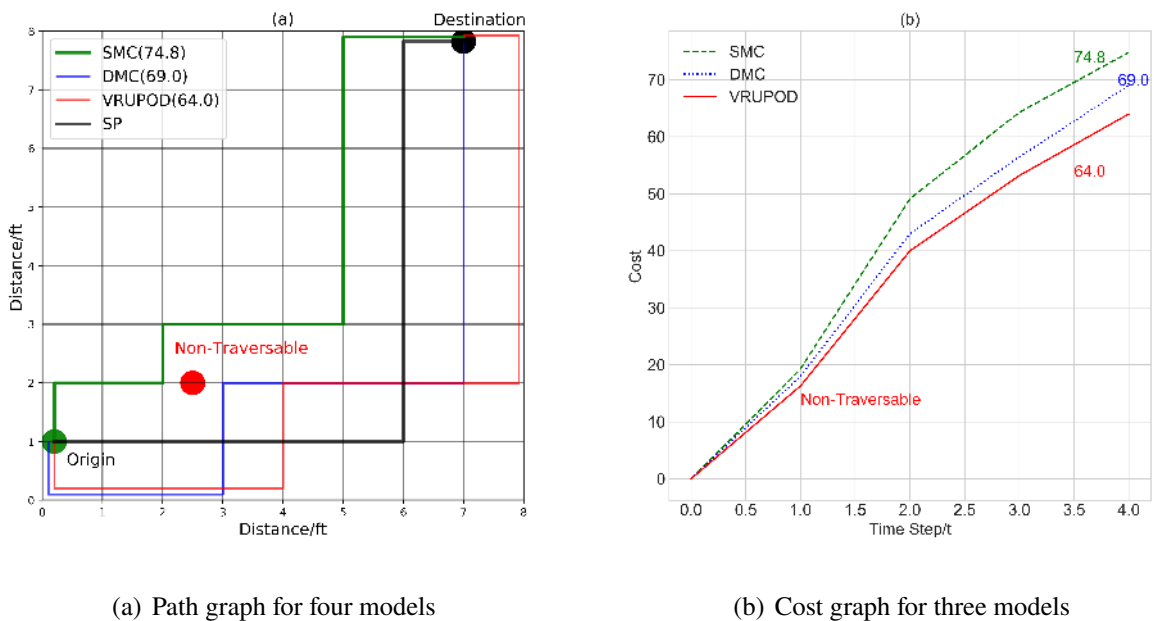 (a)
Destination
8
7
6
5
4
3
2
1
0
Distance/ft
SMC(74.8)
DMC(69.0)
VRUPOD(64.0)
SP
Non-Traversable
Origin
0 1 2 3 4 5 6 7 8
Distance/ft
(b)
70
60
50
40
30
20
10
0
Cost
SMC
DMC
VRUPOD
74.8
69.0
64.0
Non-Traversable
0.0 0.5 1.0 1.5 2.0 2.5 3.0 3.5 4.0
Time Step/t
(a) Path graph for four models
(b) Cost graph for three models